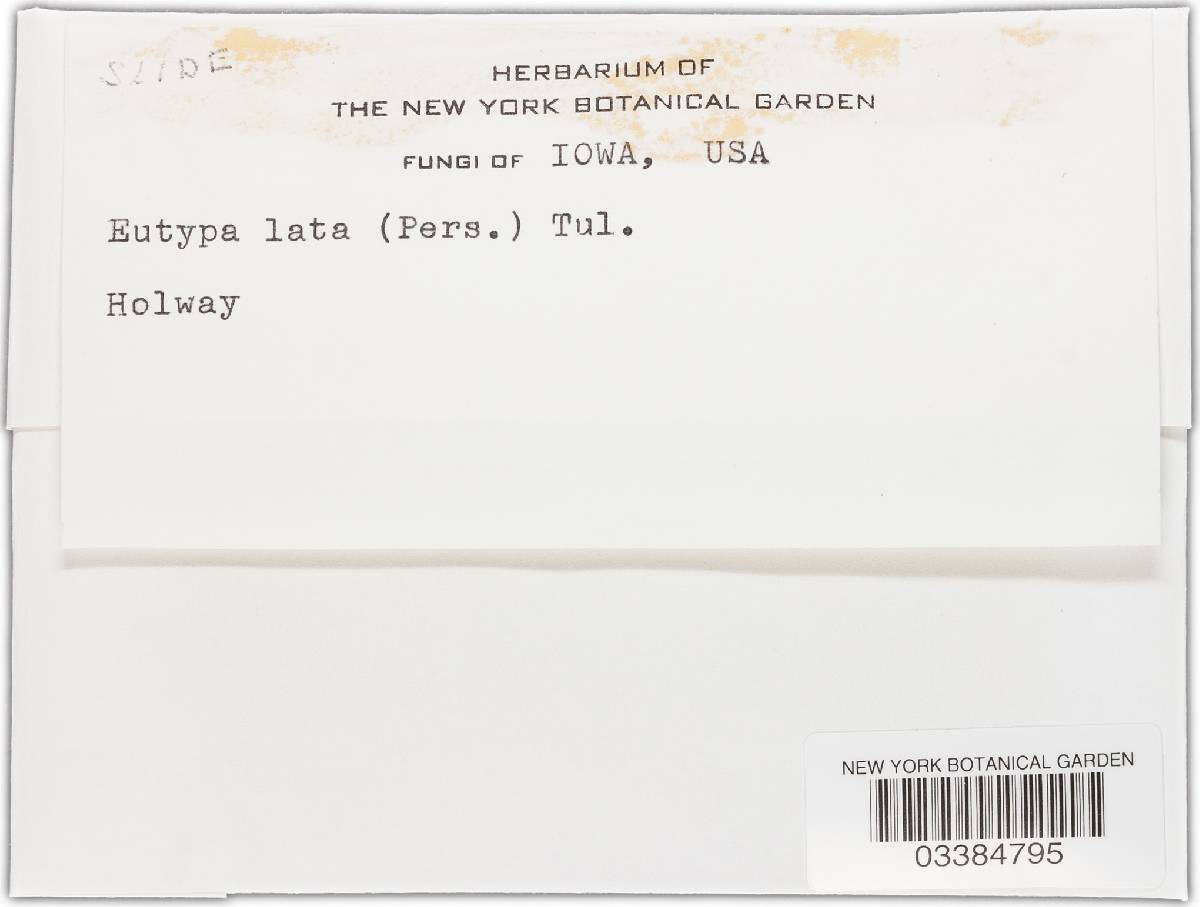 SLIDE
HERBARIUM OF
THE NEW YORK BOTANICAL GARDEN
FUNGI OF IOWA, USA
Eutypa lata (Pers.) Tul.
Holway
NEW YORK BOTANICAL GARDEN
03384795